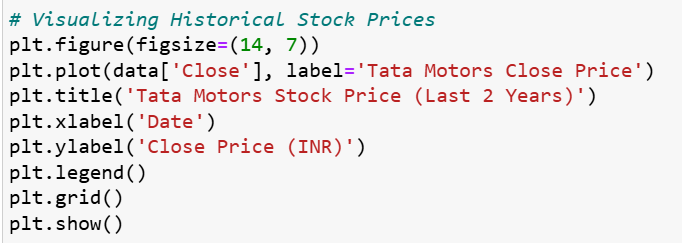 # Visualizing Historical Stock Prices
plt.figure(figsize=(14, 7))
plt.plot(data['Close'], label='Tata Motors Close Price')
plt.title('Tata Motors Stock Price (Last 2 Years)')
plt.xlabel('Date')
plt.ylabel('Close Price (INR)')
plt.legend()
plt.grid()
plt.show()